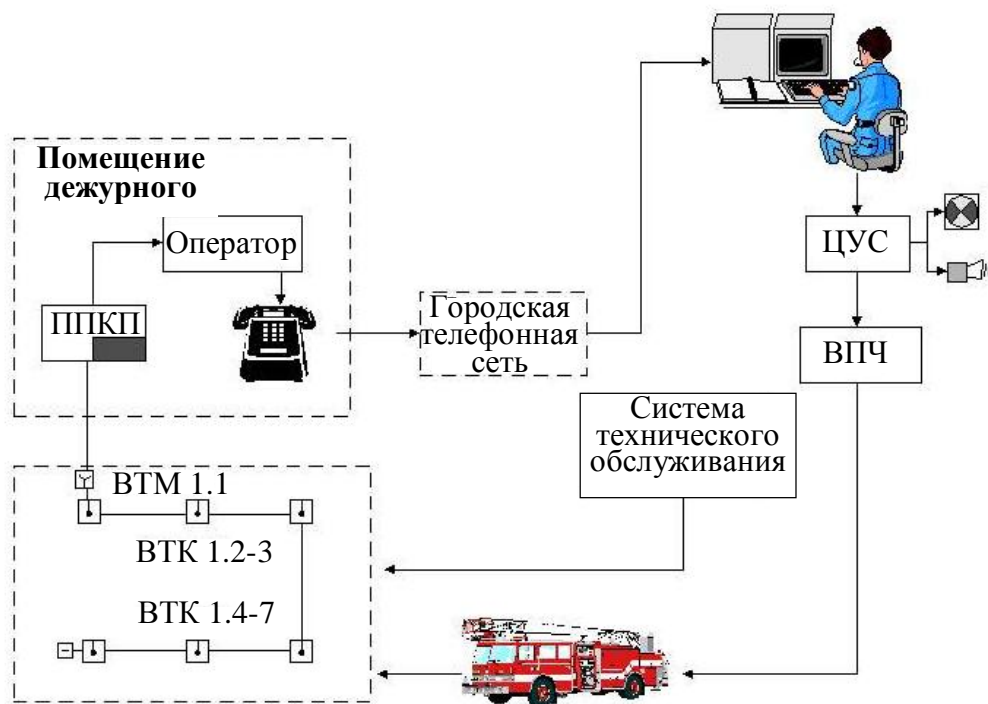 Помещение
дежурного
Оператор
ППКП
Городская
телефонная
сеть
ЦУС
ВПЧ
Система
технического
обслуживания
ВТМ 1.1
ВТК 1.2-3
ВТК 1.4-7